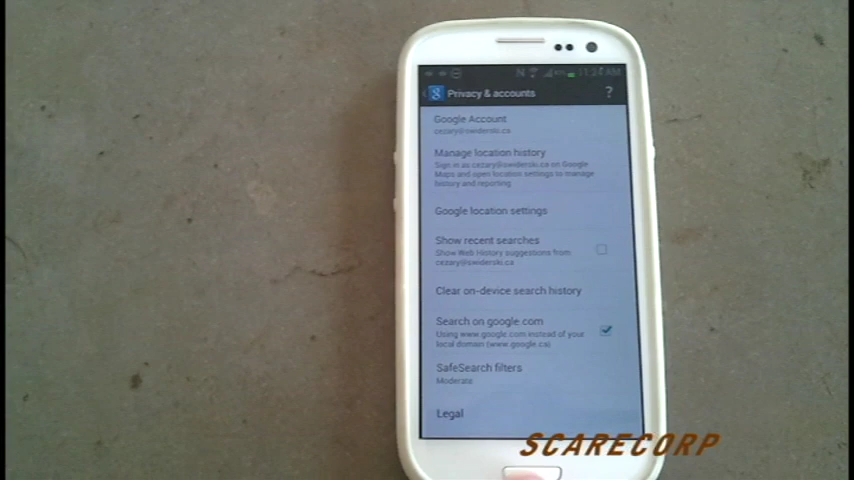 Privacy & accounts
?
Google Account
cezary@swiderski.ca
Manage location history
Sign in as cezary@swiderski.ca on Google
Maps and open location settings to manage
history and reporting
Google location settings
Show recent searches
Show Web History suggestions from
cezary@swiderski.ca
Clear on-device search history
Search on google.com
Using www.google.com instead of your
local domain (www.google.ca)
SafeSearch filters
Moderate
Legal
SCARECORP